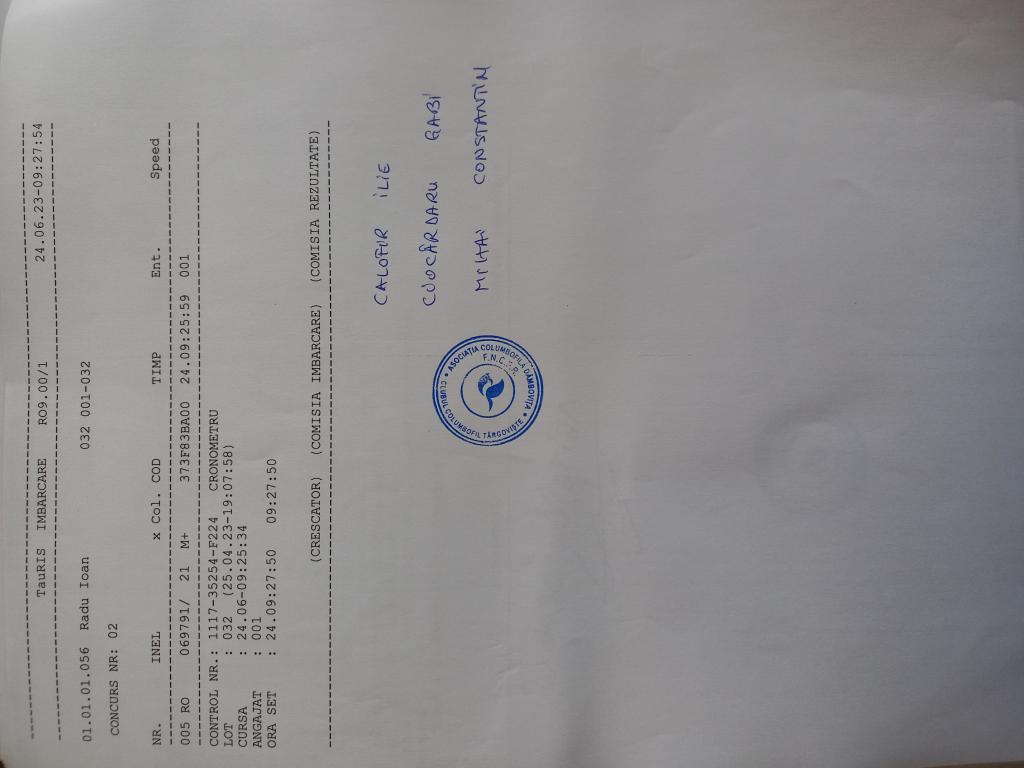 --------------------------------------------------------------------------------
TauRIS  IMBARCARE    RO9.00/1              24.06.23-09:27:54
--------------------------------------------------------------------------------
01.01.01.056  Radu Ioan                032 001-032
CONCURS NR: 02
NR.       INEL           x Col. COD          TIMP          Ent.      Speed
--------------------------------------------------------------------------------
005 RO    069791/  21  M+     373F83BA00  24.09:25:59  001
--------------------------------------------------------------------------------
CONTROL NR.: 1117-35254-F224   CRONOMETRU
LOT        : 032  (25:04:23-19:07:58)
CURSA      : 24.06-09:25:34
ANGAJAT    : 001
ORA SET    : 24.09:27:50   09:27:50
(CRESCATOR)   (COMISIA IMBARCARE)   (COMISIA IMBARCARE)   (COMISIA REZULTATE)
--------------------------------------------------------------------------------
CALOFIR ILIE
CIOCÂRDARU GABI
CONSTANTIN
ASOCIAȚIA COLUMBOFILĂ DÂMBOVIȚA
F.N.C.P.R.
CLUBUL COLUMBOFIL TÂRGOVIȘTE